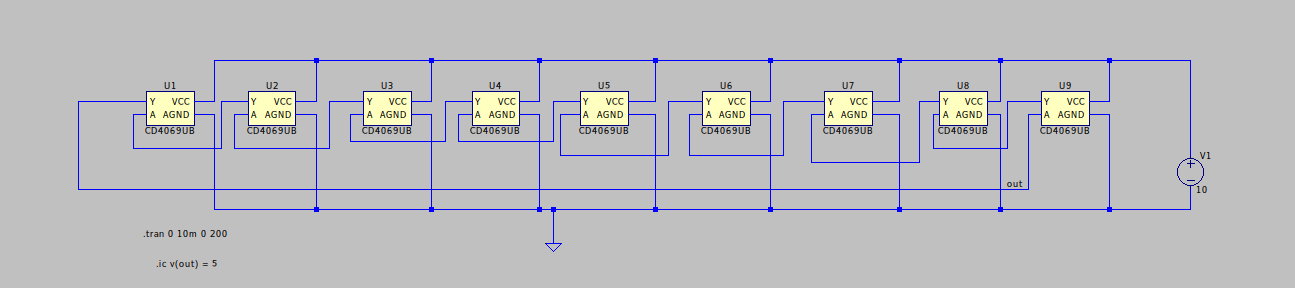 U1 U2 U3 U4 U5 U6 U7 U8 U9
Y VCC Y VCC Y VCC Y VCC Y VCC Y VCC Y VCC Y VCC Y VCC
A AGND A AGND A AGND A AGND A AGND A AGND A AGND A AGND A AGND
CD4069UB CD4069UB CD4069UB CD4069UB CD4069UB CD4069UB CD4069UB CD4069UB CD4069UB
V1
+
out
−
10
.tran 0 10m 0 200
.ic v(out) = 5